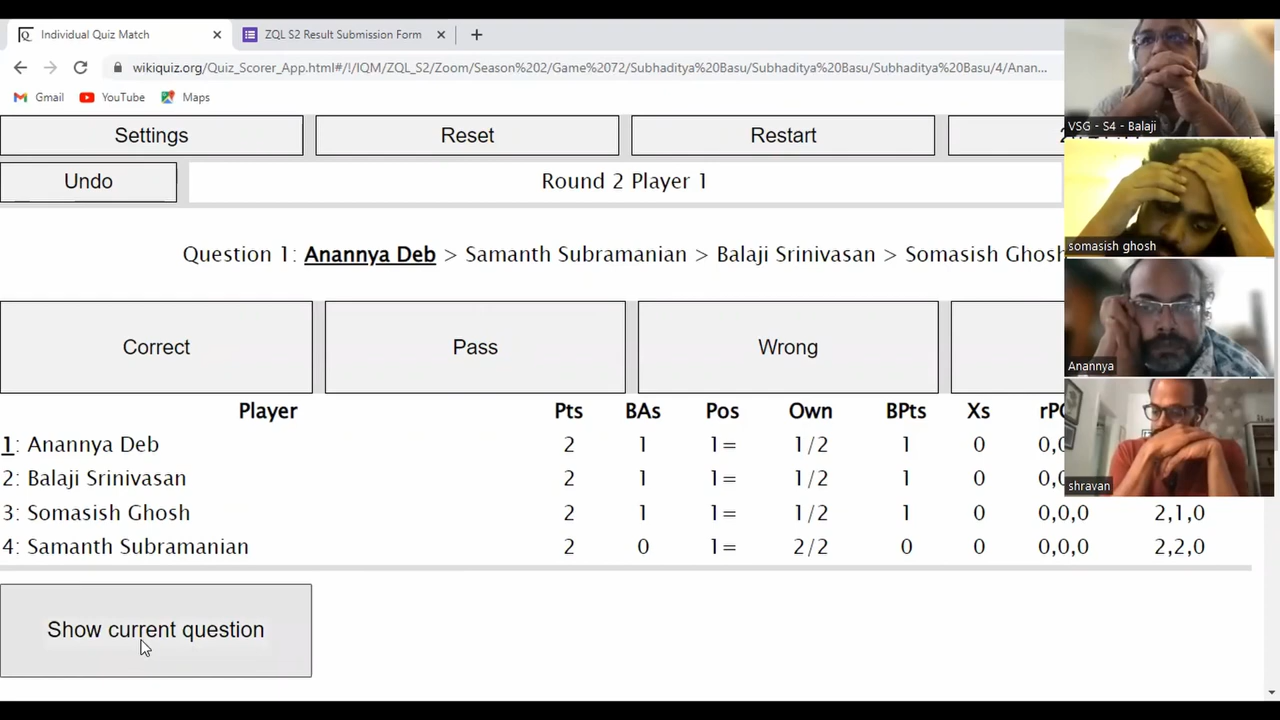 Individual Quiz Match
ZQL S2 Result Submission Form
wikiquiz.org/Quiz_Scorer_App.html#/I/IQM/ZQL_S2/Zoom/Season%202/Game%2072/Subhaditya%20Basu/Subhaditya%20Basu/Subhaditya%20Basu/4/Anan...
Gmail YouTube Maps
Settings Reset Restart
Undo Round 2 Player 1
Question 1: Anannya Deb > Samanth Subramanian > Balaji Srinivasan > Somasish Ghosh
Correct Pass Wrong
Player Pts BAs Pos Own BPts Xs
1: Anannya Deb 2 1 1= 1/2 1 0 0,0
2: Balaji Srinivasan 2 1 1= 1/2 1 0 0,0
3: Somasish Ghosh 2 1 1= 1/2 1 0 0,0,0 2,1,0
4: Samanth Subramanian 2 0 1= 2/2 0 0 0,0,0 2,2,0
Show current question
VSG - S4 - Balaji
somasish ghosh
Anannya
shravan